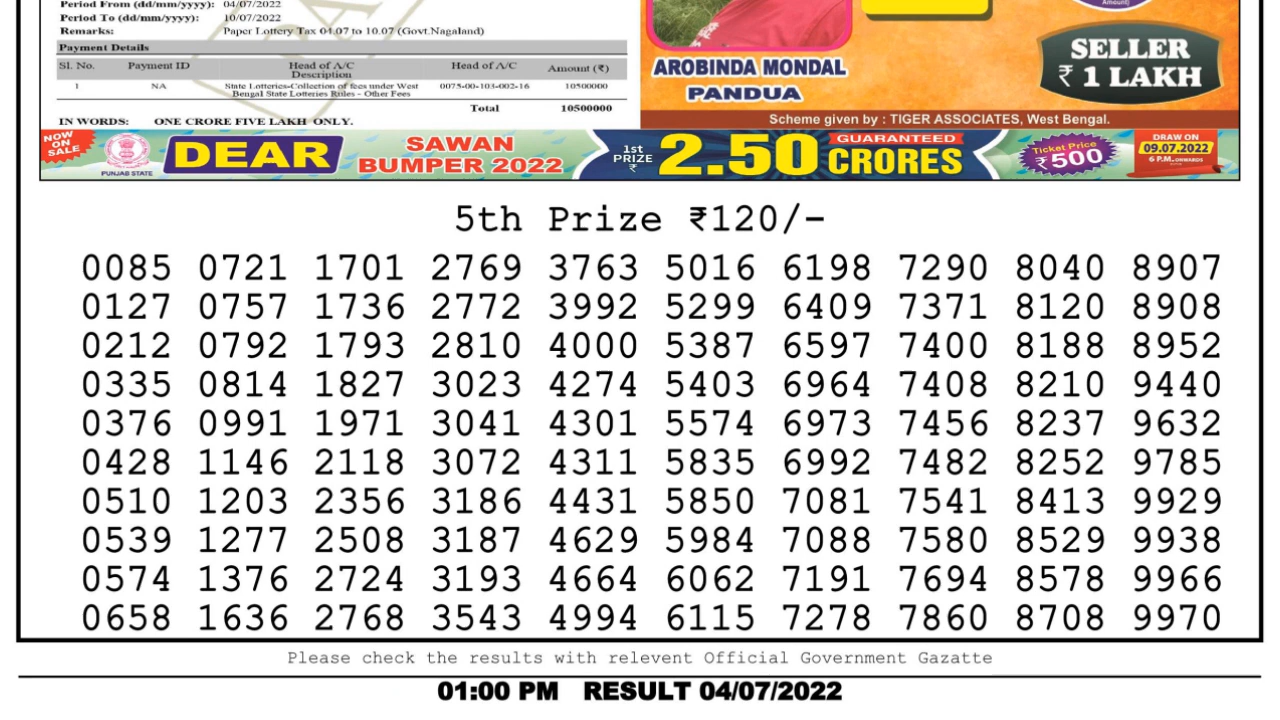 Period From (dd/mm/yyyy): 04/07/2022
Period To (dd/mm/yyyy): 10/07/2022
Remarks: Paper Lottery Tax 04.07 to 10.07 (Govt.Nagaland)
Payment Details
Sl. No. Payment ID Head of A/C Description Head of A/C Amount (₹)
1 NA State Lotteries-Collection of fees under West Bengal State Lotteries Rules - Other Fees 0075-00-103-002-16 10500000
Total 10500000
IN WORDS: ONE CRORE FIVE LAKH ONLY.
Amount)
AROBINDA MONDAL
PANDUA
SELLER
₹ 1 LAKH
Scheme given by : TIGER ASSOCIATES, West Bengal.
NOW ON SALE
PUNJAB STATE
DEAR
SAWAN
BUMPER 2022
1st PRIZE ₹
2.50
GUARANTEED
CRORES
Ticket Price
₹500
DRAW ON
09.07.2022
6 P.M. ONWARDS
5th Prize ₹120/-
0085 0721 1701 2769 3763 5016 6198 7290 8040 8907
0127 0757 1736 2772 3992 5299 6409 7371 8120 8908
0212 0792 1793 2810 4000 5387 6597 7400 8188 8952
0335 0814 1827 3023 4274 5403 6964 7408 8210 9440
0376 0991 1971 3041 4301 5574 6973 7456 8237 9632
0428 1146 2118 3072 4311 5835 6992 7482 8252 9785
0510 1203 2356 3186 4431 5850 7081 7541 8413 9929
0539 1277 2508 3187 4629 5984 7088 7580 8529 9938
0574 1376 2724 3193 4664 6062 7191 7694 8578 9966
0658 1636 2768 3543 4994 6115 7278 7860 8708 9970
Please check the results with relevent Official Government Gazatte
01:00 PM RESULT 04/07/2022